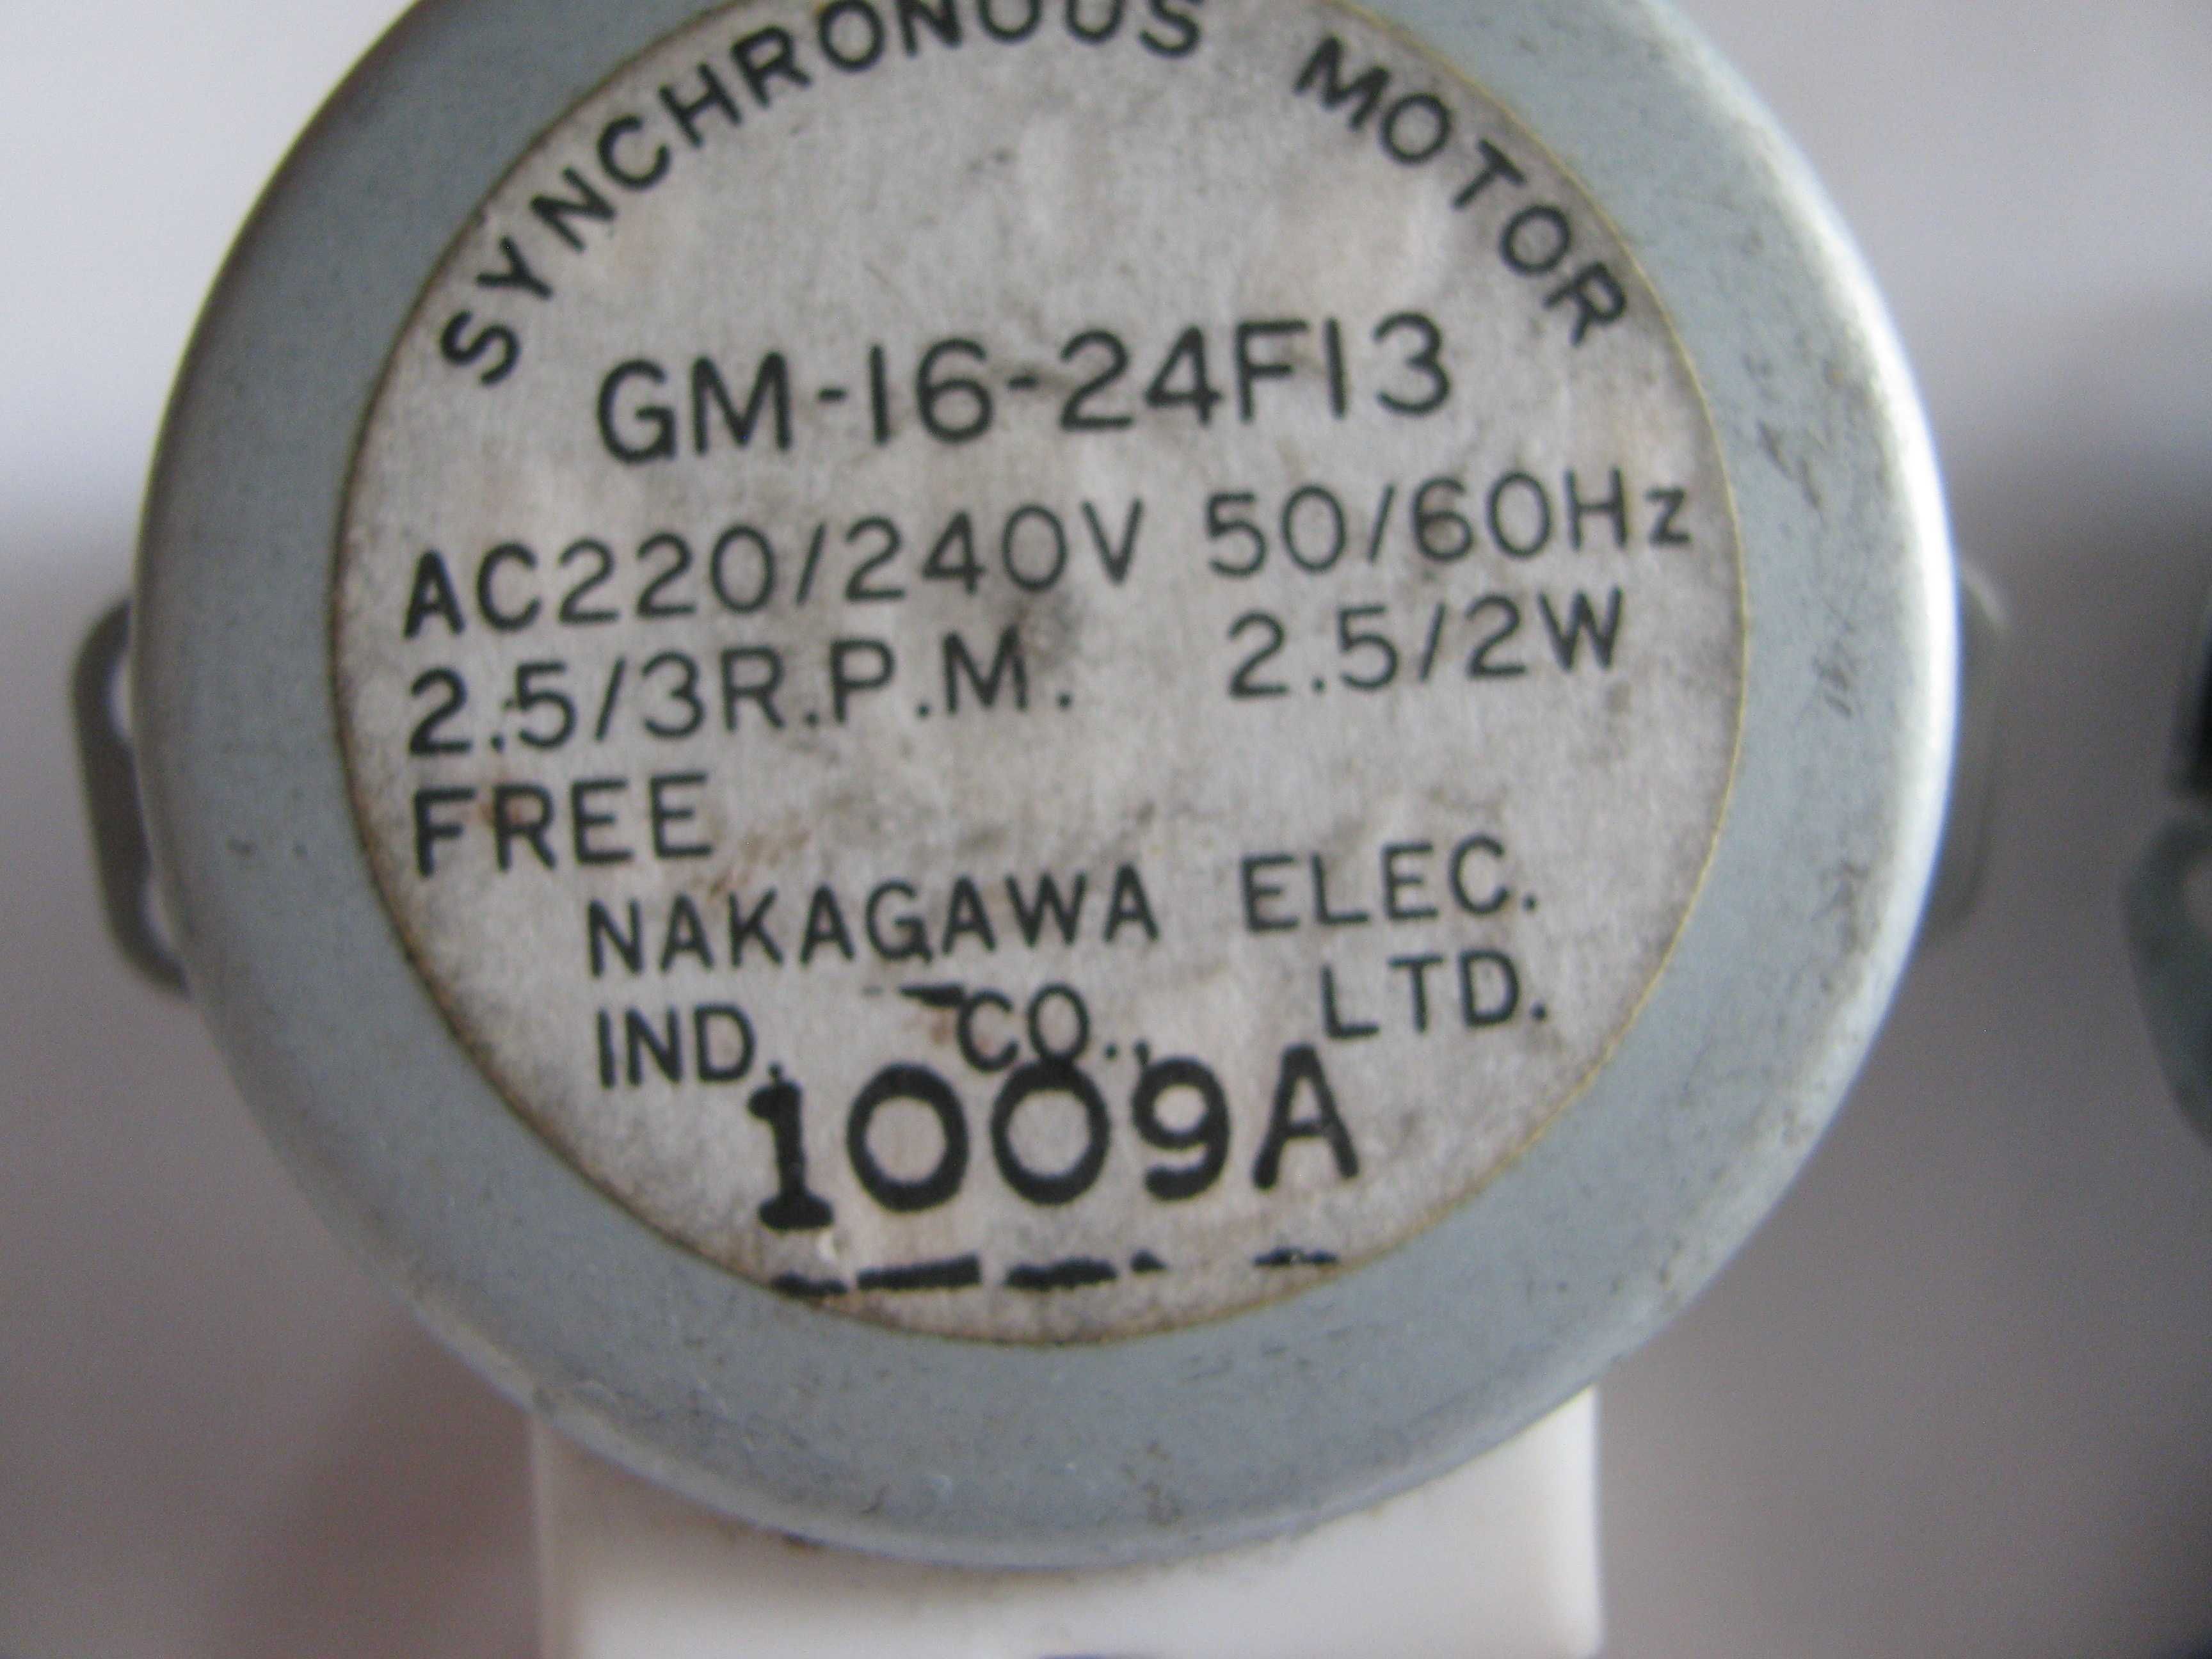 SYNCHRONOUS MOTOR
GM-16-24F13
AC220/240V 50/60Hz
2.5/3R.P.M. 2.5/2W
FREE
NAKAGAWA ELEC.
IND. CO., LTD.
1009A